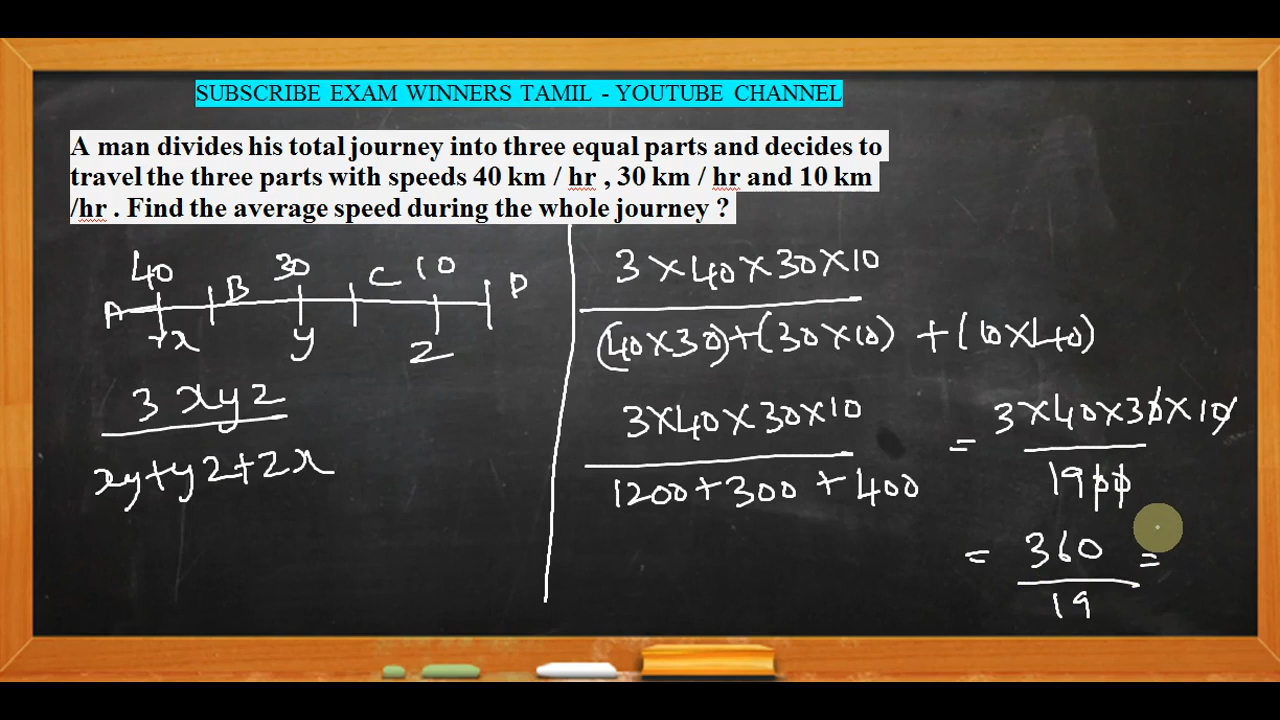 SUBSCRIBE EXAM WINNERS TAMIL - YOUTUBE CHANNEL
A man divides his total journey into three equal parts and decides to
travel the three parts with speeds 40 km / hr , 30 km / hr and 10 km
/hr . Find the average speed during the whole journey ?
40 30 10
A B C D
x y z
3 xyz
xy+yz+zx
3×40×30×10
(40×30)+(30×10) + (10×40)
3×40×30×10
1200+300 + 400
= 3×40×30×10
1900
= 360 =
19